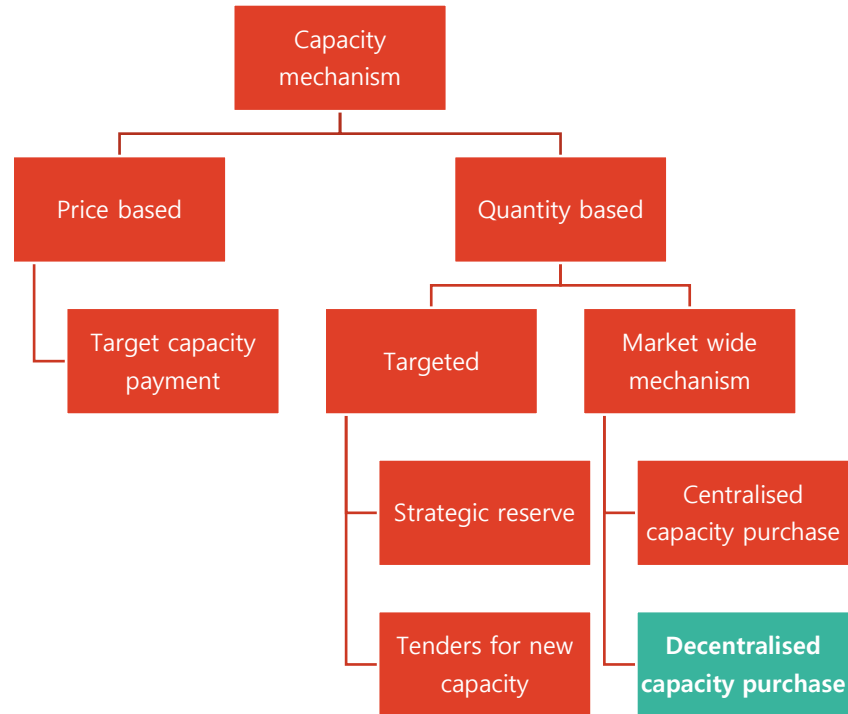 Capacity
mechanism
Price based
Quantity based
Target capacity
payment
Targeted
Market wide
mechanism
Strategic reserve
Centralised
capacity purchase
Tenders for new
capacity
Decentralised
capacity purchase